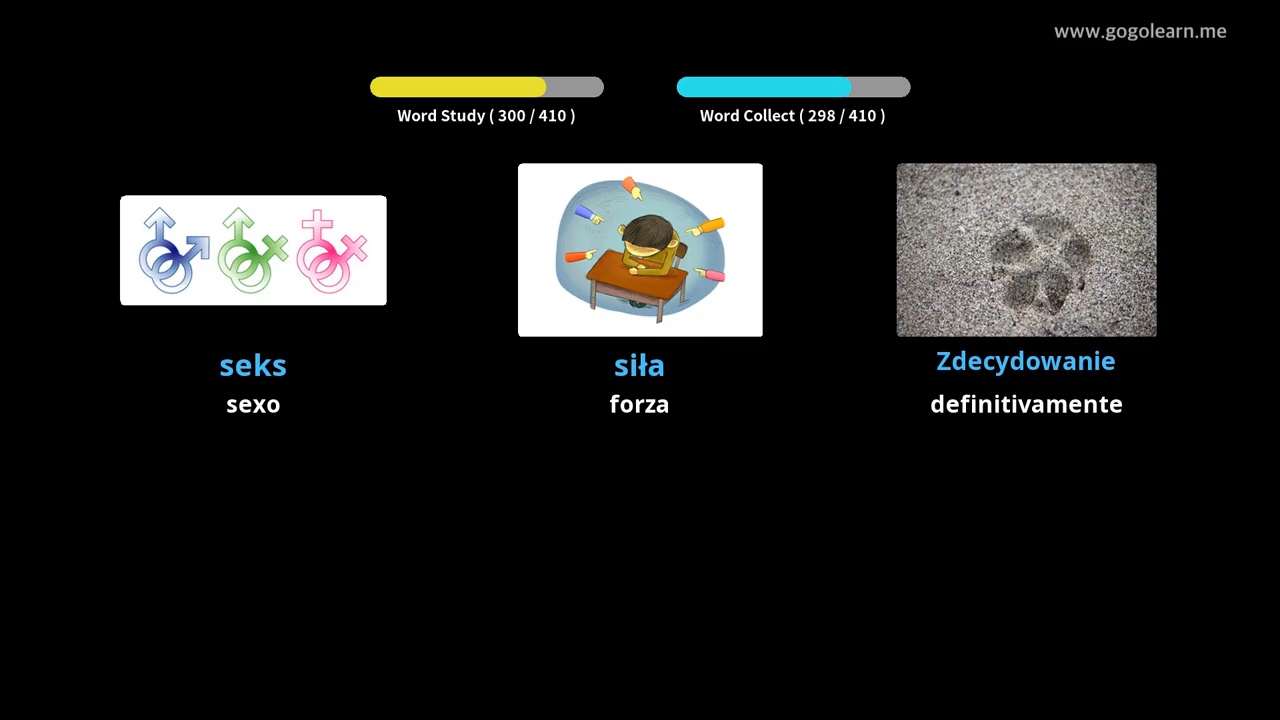 www.gogolearn.me
Word Study ( 300 / 410 )
Word Collect ( 298 / 410 )
seks
sexo
siła
forza
Zdecydowanie
definitivamente